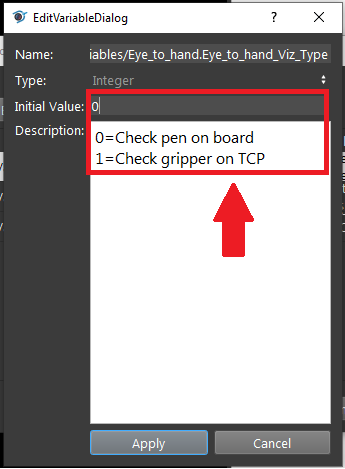 EditVariableDialog
?
Name: iables/Eye_to_hand.Eye_to_hand_Viz_Type
Type: Integer
Initial Value: 0
Description:
0=Check pen on board
1=Check gripper on TCP
Apply Cancel